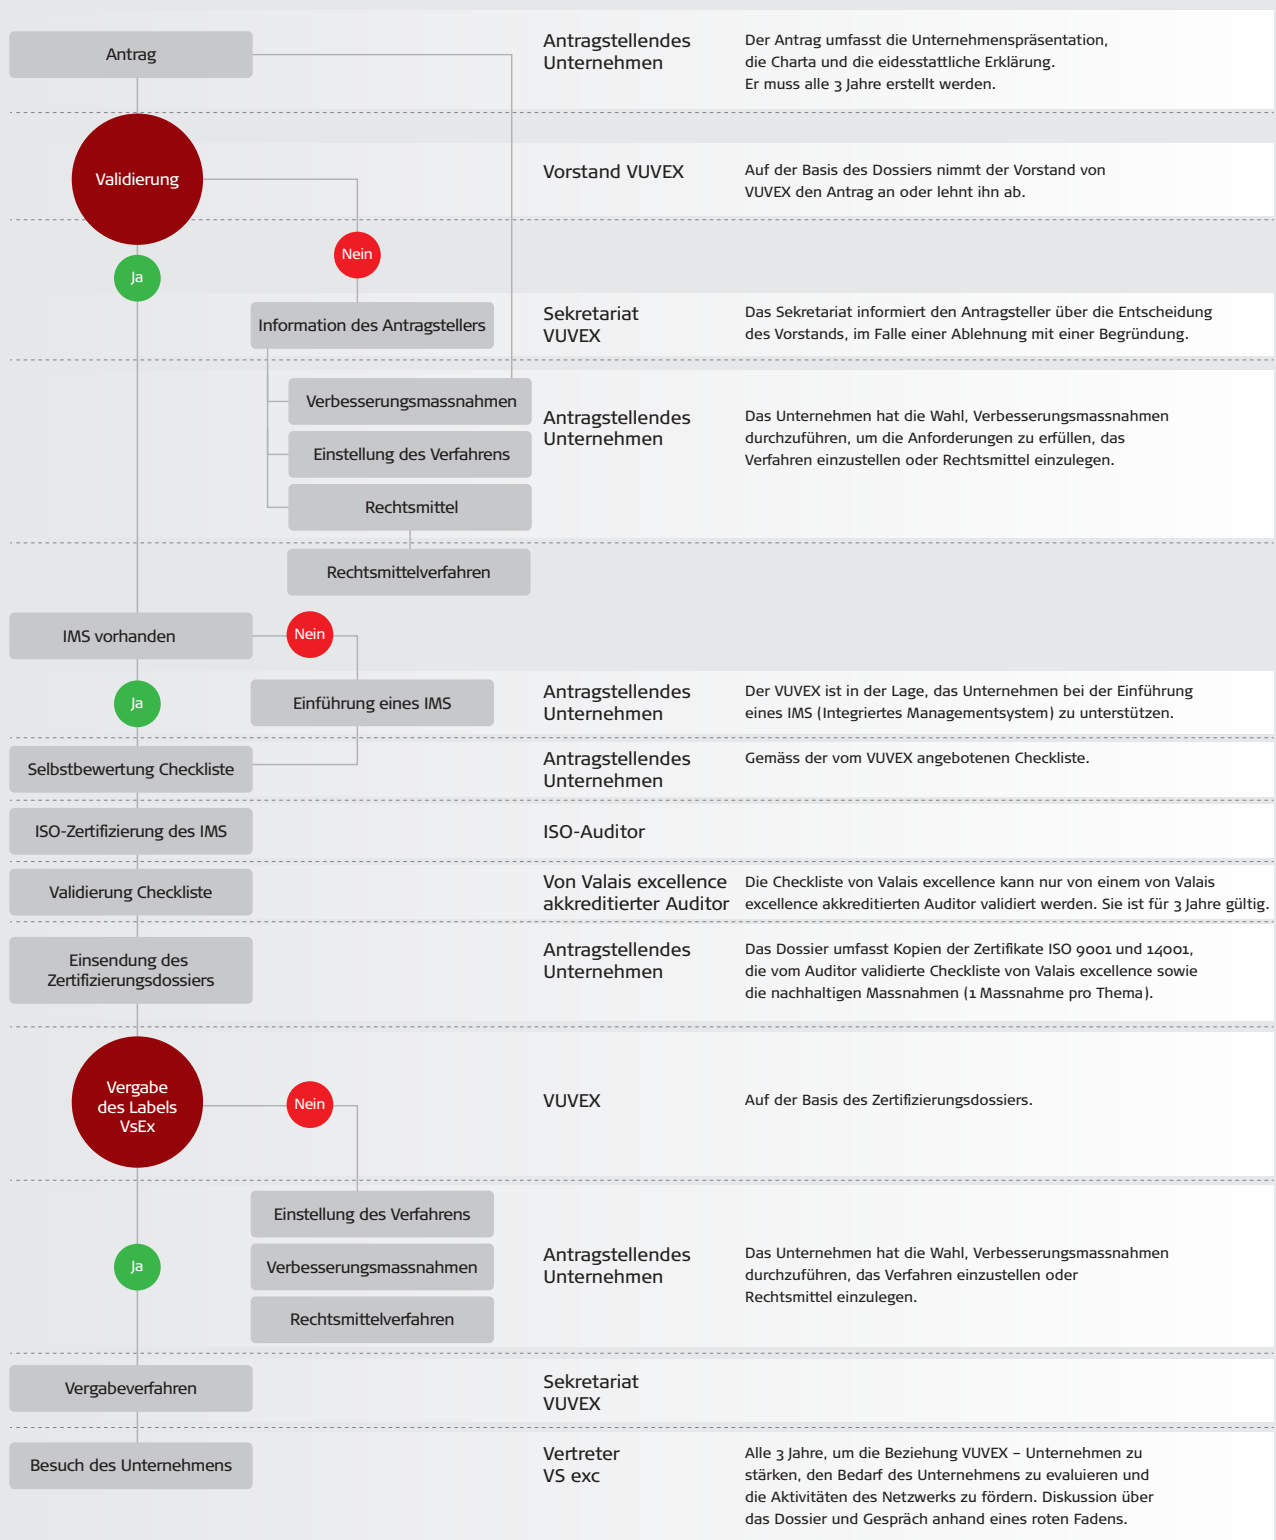 Antrag
Antragstellendes
Unternehmen
Der Antrag umfasst die Unternehmenspräsentation,
die Charta und die eidesstattliche Erklärung.
Er muss alle 3 Jahre erstellt werden.
Validierung
Vorstand VUVEX
Auf der Basis des Dossiers nimmt der Vorstand von
VUVEX den Antrag an oder lehnt ihn ab.
Nein
Ja
Information des Antragstellers
Sekretariat
VUVEX
Das Sekretariat informiert den Antragsteller über die Entscheidung
des Vorstands, im Falle einer Ablehnung mit einer Begründung.
Verbesserungsmassnahmen
Einstellung des Verfahrens
Rechtsmittel
Antragstellendes
Unternehmen
Das Unternehmen hat die Wahl, Verbesserungsmassnahmen
durchzuführen, um die Anforderungen zu erfüllen, das
Verfahren einzustellen oder Rechtsmittel einzulegen.
Rechtsmittelverfahren
IMS vorhanden
Nein
Ja
Einführung eines IMS
Antragstellendes
Unternehmen
Der VUVEX ist in der Lage, das Unternehmen bei der Einführung
eines IMS (Integriertes Managementsystem) zu unterstützen.
Selbstbewertung Checkliste
Antragstellendes
Unternehmen
Gemäss der vom VUVEX angebotenen Checkliste.
ISO-Zertifizierung des IMS
ISO-Auditor
Validierung Checkliste
Von Valais excellence
akkreditierter Auditor
Die Checkliste von Valais excellence kann nur von einem von Valais
excellence akkreditierten Auditor validiert werden. Sie ist für 3 Jahre gültig.
Einsendung des
Zertifizierungsdossiers
Antragstellendes
Unternehmen
Das Dossier umfasst Kopien der Zertifikate ISO 9001 und 14001,
die vom Auditor validierte Checkliste von Valais excellence sowie
die nachhaltigen Massnahmen (1 Massnahme pro Thema).
Vergabe
des Labels
VsEx
Nein
VUVEX
Auf der Basis des Zertifizierungsdossiers.
Ja
Einstellung des Verfahrens
Verbesserungsmassnahmen
Rechtsmittelverfahren
Antragstellendes
Unternehmen
Das Unternehmen hat die Wahl, Verbesserungsmassnahmen
durchzuführen, das Verfahren einzustellen oder
Rechtsmittel einzulegen.
Vergabeverfahren
Sekretariat
VUVEX
Besuch des Unternehmens
Vertreter
VS exc
Alle 3 Jahre, um die Beziehung VUVEX – Unternehmen zu
stärken, den Bedarf des Unternehmens zu evaluieren und
die Aktivitäten des Netzwerks zu fördern. Diskussion über
das Dossier und Gespräch anhand eines roten Fadens.